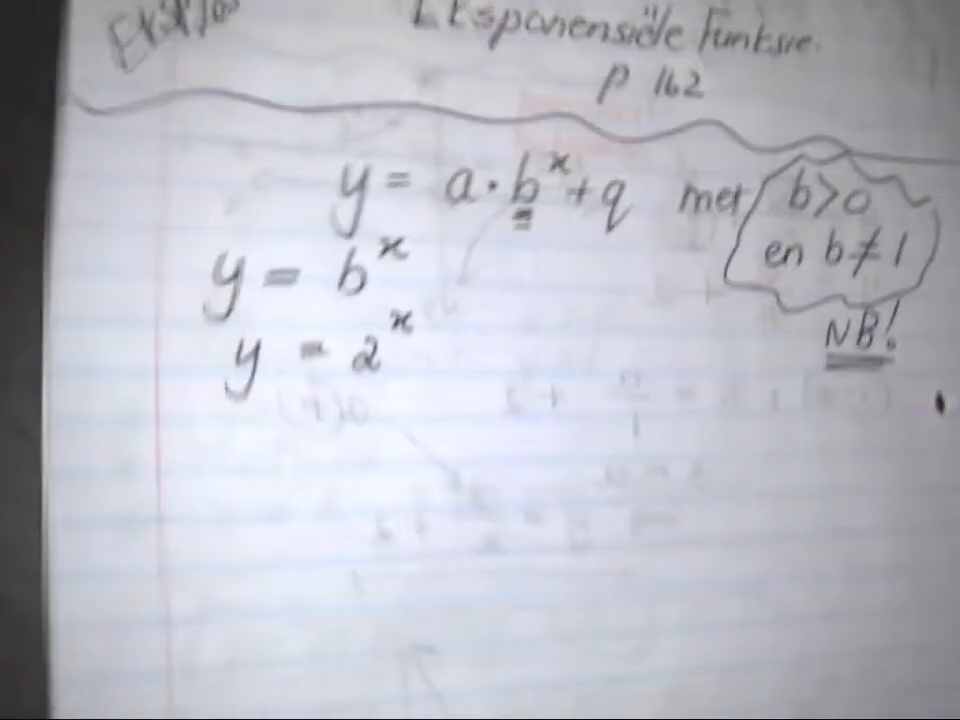 Eksponensiële Funksie.
p 162
y = a · b^x + q met b>0
en b ≠ 1
y = b^x
NB!
y = 2^x